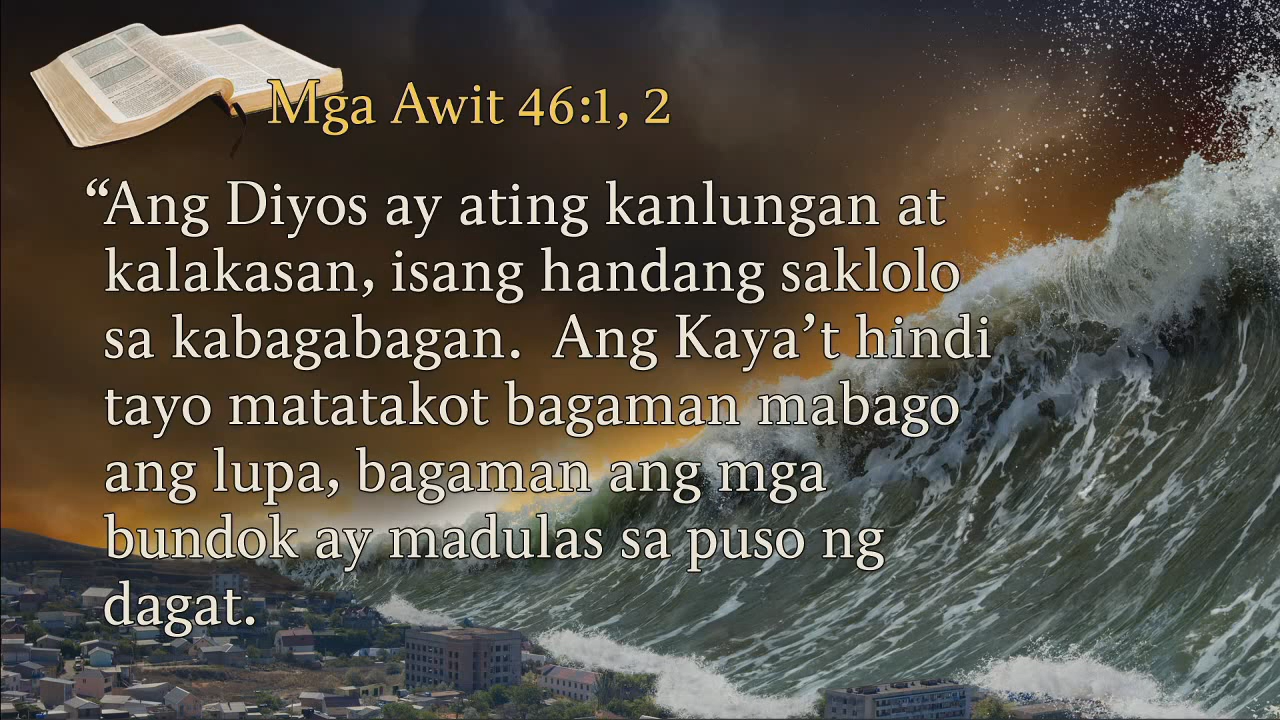 Mga Awit 46:1, 2
“Ang Diyos ay ating kanlungan at
kalakasan, isang handang saklolo
sa kabagabagan.  Ang Kaya’t hindi
tayo matatakot bagaman mabago
ang lupa, bagaman ang mga
bundok ay madulas sa puso ng
dagat.